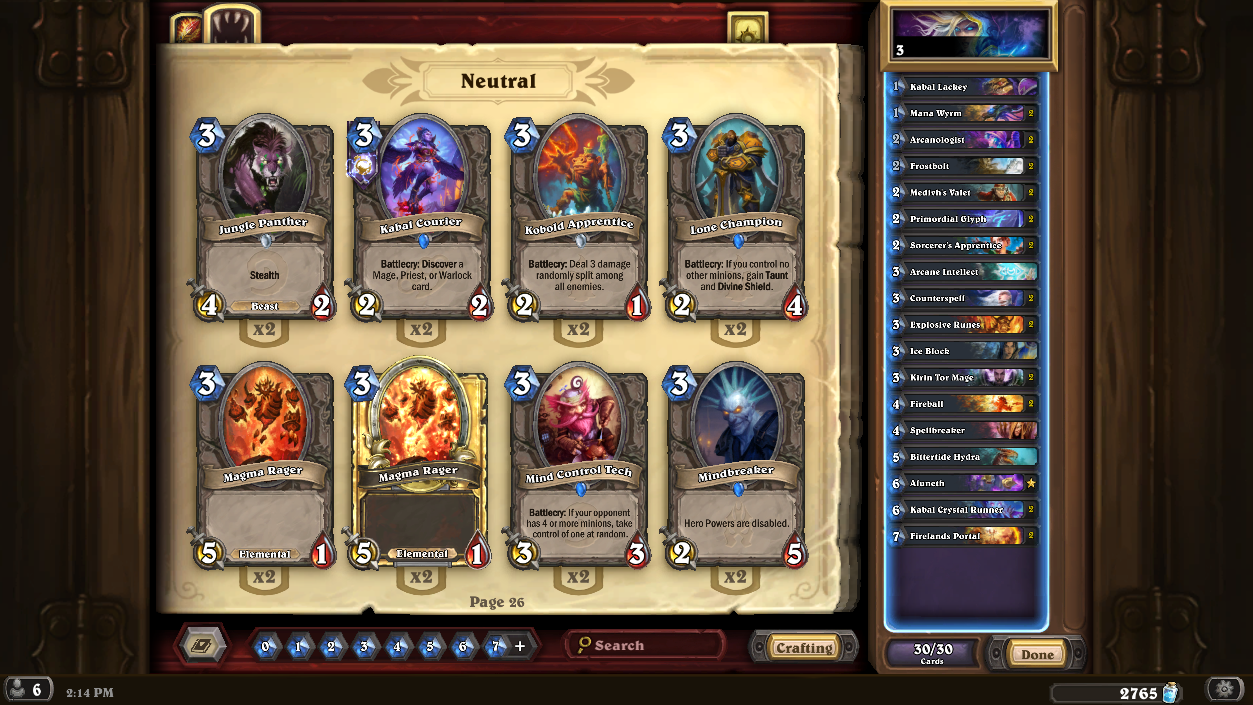 Neutral
3
3
3
3
Jungle Panther
Kabal Courier
Kobold Apprentice
Lone Champion
Stealth
Battlecry: Discover a
Mage, Priest, or Warlock
card.
Battlecry: Deal 3 damage
randomly split among
all enemies.
Battlecry: If you control no
other minions, gain Taunt
and Divine Shield.
4
Beast
2
2
2
2
1
2
4
x2
x2
x2
x2
3
3
3
3
Magma Rager
Magma Rager
Mind Control Tech
Mindbreaker
Battlecry: If your opponent
has 4 or more minions, take
control of one at random.
Hero Powers are disabled.
5
Elemental
1
5
Elemental
1
3
3
2
5
x2
x2
x2
x2
Page 26
0
1
2
3
4
5
6
7
+
Search
Crafting
3
1 Kabal Lackey
1 Mana Wyrm 2
2 Arcanologist 2
2 Frostbolt 2
2 Medivh's Valet 2
2 Primordial Glyph 2
2 Sorcerer's Apprentice 2
3 Arcane Intellect
3 Counterspell 2
3 Explosive Runes 2
3 Ice Block
3 Kirin Tor Mage 2
4 Fireball 2
4 Spellbreaker
5 Bittertide Hydra
6 Aluneth
6 Kabal Crystal Runner 2
7 Firelands Portal 2
30/30
Cards
Done
6
2:14 PM
2765